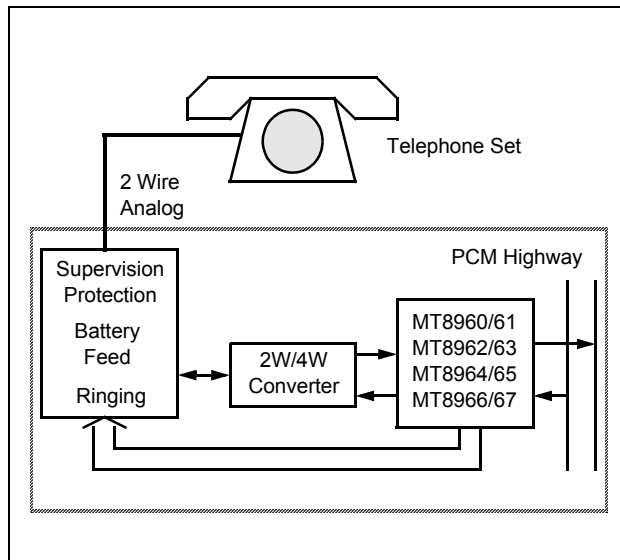 Telephone Set
2 Wire
Analog
Supervision
Protection
Battery
Feed
Ringing
2W/4W
Converter
PCM Highway
MT8960/61
MT8962/63
MT8964/65
MT8966/67